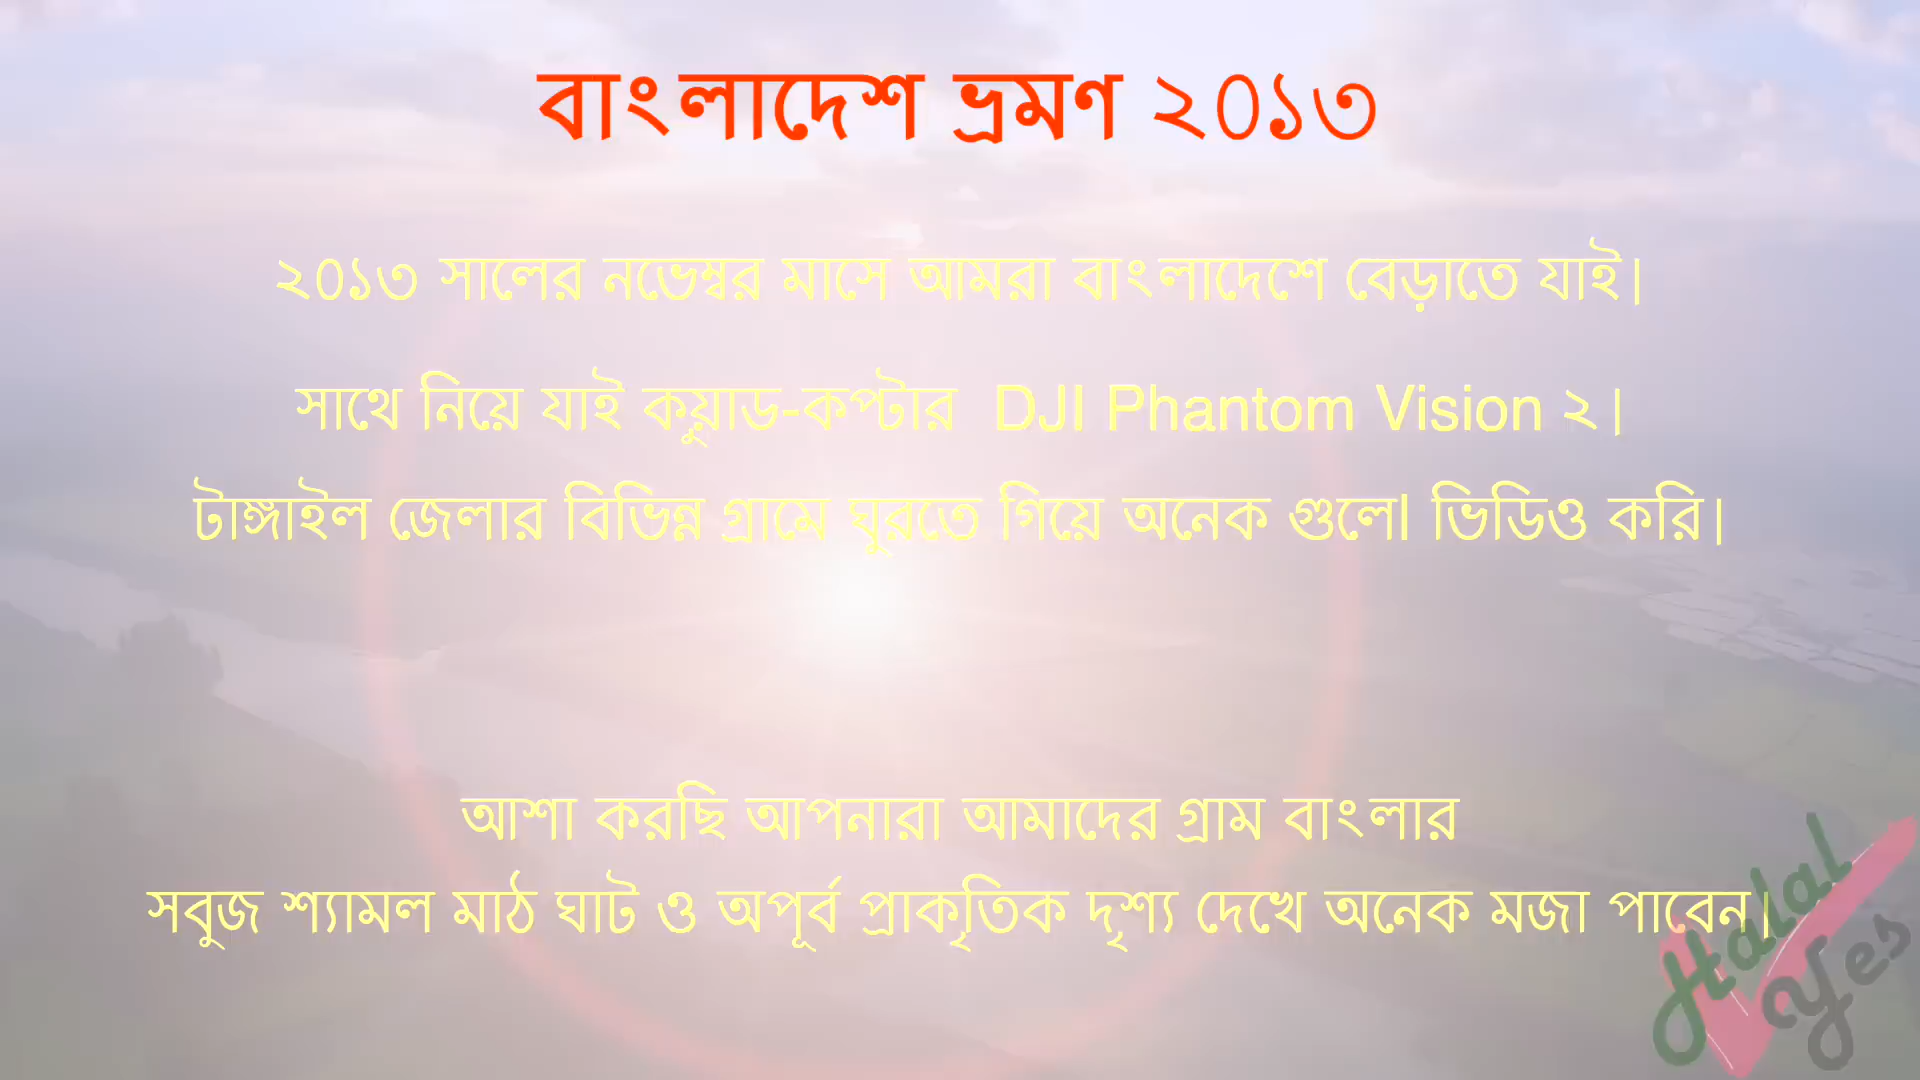 বাংলাদেশ ভ্রমণ ২০১৩
২০১৩ সালের নভেম্বর মাসে আমরা বাংলাদেশে বেড়াতে যাই।
সাথে নিয়ে যাই কুয়াড-কপ্টার DJI Phantom Vision ২।
টাঙ্গাইল জেলার বিভিন্ন গ্রামে ঘুরতে গিয়ে অনেক গুলো ভিডিও করি।
আশা করছি আপনারা আমাদের গ্রাম বাংলার
সবুজ শ্যামল মাঠ ঘাট ও অপূর্ব প্রাকৃতিক দৃশ্য দেখে অনেক মজা পাবেন।
Halal
Yes